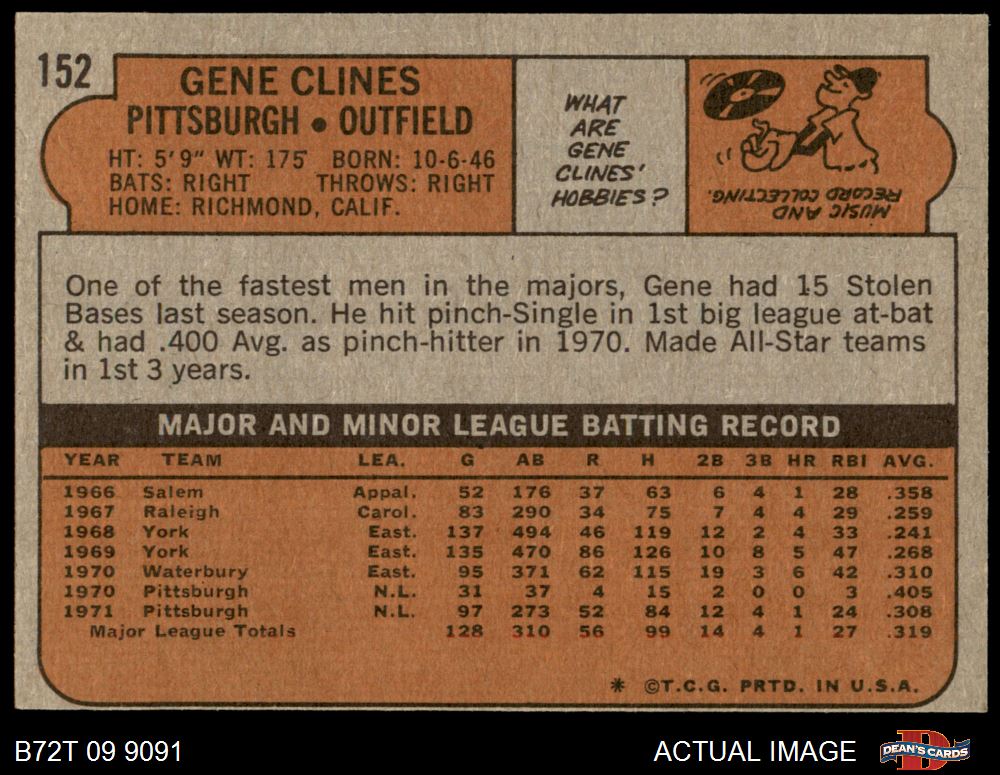 152
GENE CLINES
PITTSBURGH • OUTFIELD
HT: 5'9" WT: 175 BORN: 10-6-46
BATS: RIGHT THROWS: RIGHT
HOME: RICHMOND, CALIF.
WHAT
ARE
GENE
CLINES'
HOBBIES?
MUSIC AND
RECORD COLLECTING.
One of the fastest men in the majors, Gene had 15 Stolen
Bases last season. He hit pinch-Single in 1st big league at-bat
& had .400 Avg. as pinch-hitter in 1970. Made All-Star teams
in 1st 3 years.
MAJOR AND MINOR LEAGUE BATTING RECORD
YEAR TEAM LEA. G AB R H 2B 3B HR RBI AVG.
1966 Salem Appal. 52 176 37 63 6 4 1 28 .358
1967 Raleigh Carol. 83 290 34 75 7 4 4 29 .259
1968 York East. 137 494 46 119 12 2 4 33 .241
1969 York East. 135 470 86 126 10 8 5 47 .268
1970 Waterbury East. 95 371 62 115 19 3 6 42 .310
1970 Pittsburgh N.L. 31 37 4 15 2 0 0 3 .405
1971 Pittsburgh N.L. 97 273 52 84 12 4 1 24 .308
Major League Totals 128 310 56 99 14 4 1 27 .319
* ©T.C.G. PRTD. IN U.S.A.
B72T 09 9091
ACTUAL IMAGE
D
DEAN'S CARDS